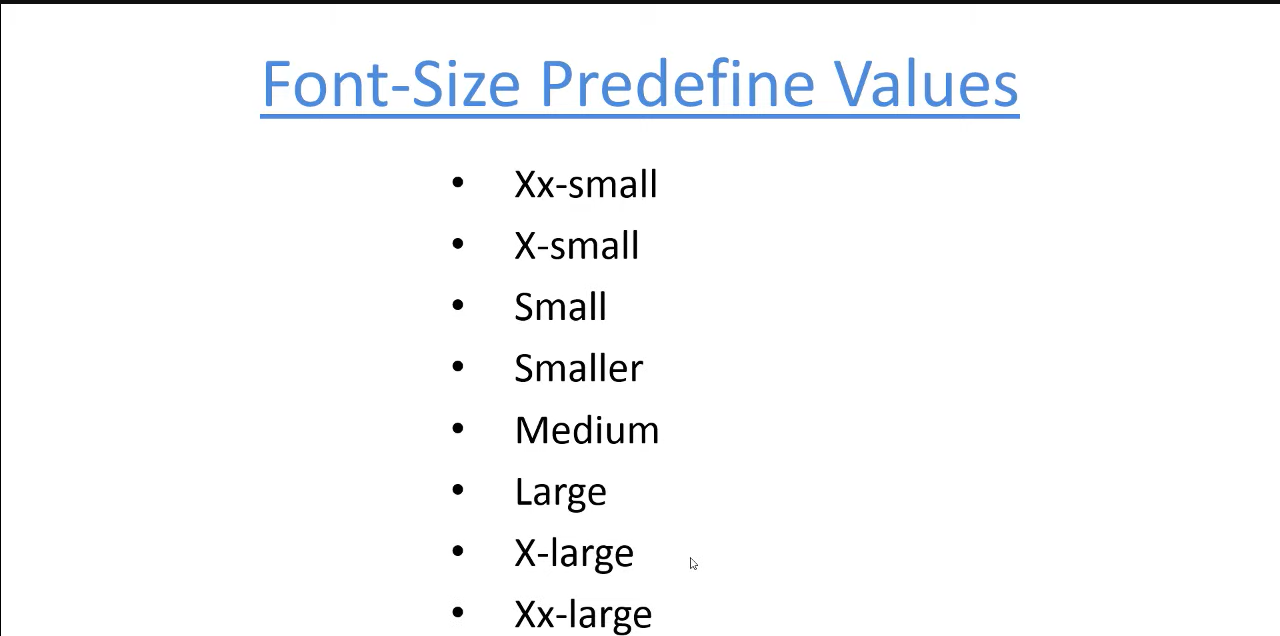 Font-Size Predefine Values
• Xx-small
• X-small
• Small
• Smaller
• Medium
• Large
• X-large
• Xx-large